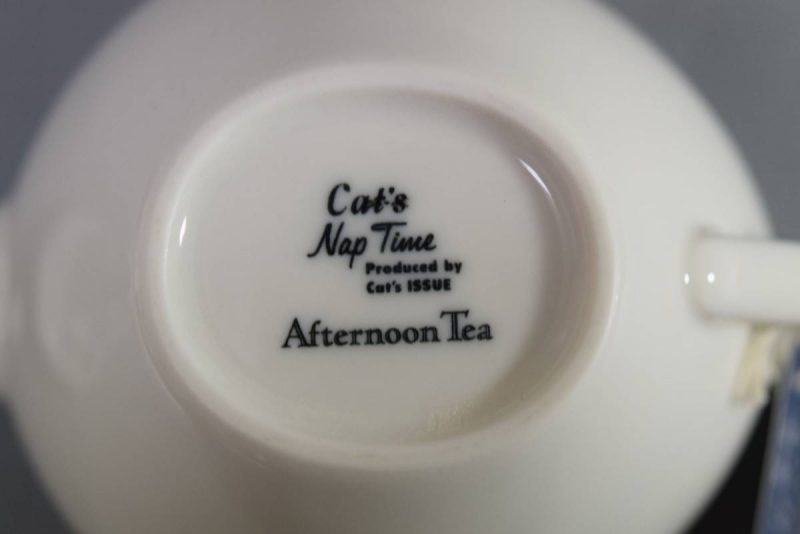 Cat's
Nap Time
Produced by
Cat's ISSUE
Afternoon Tea